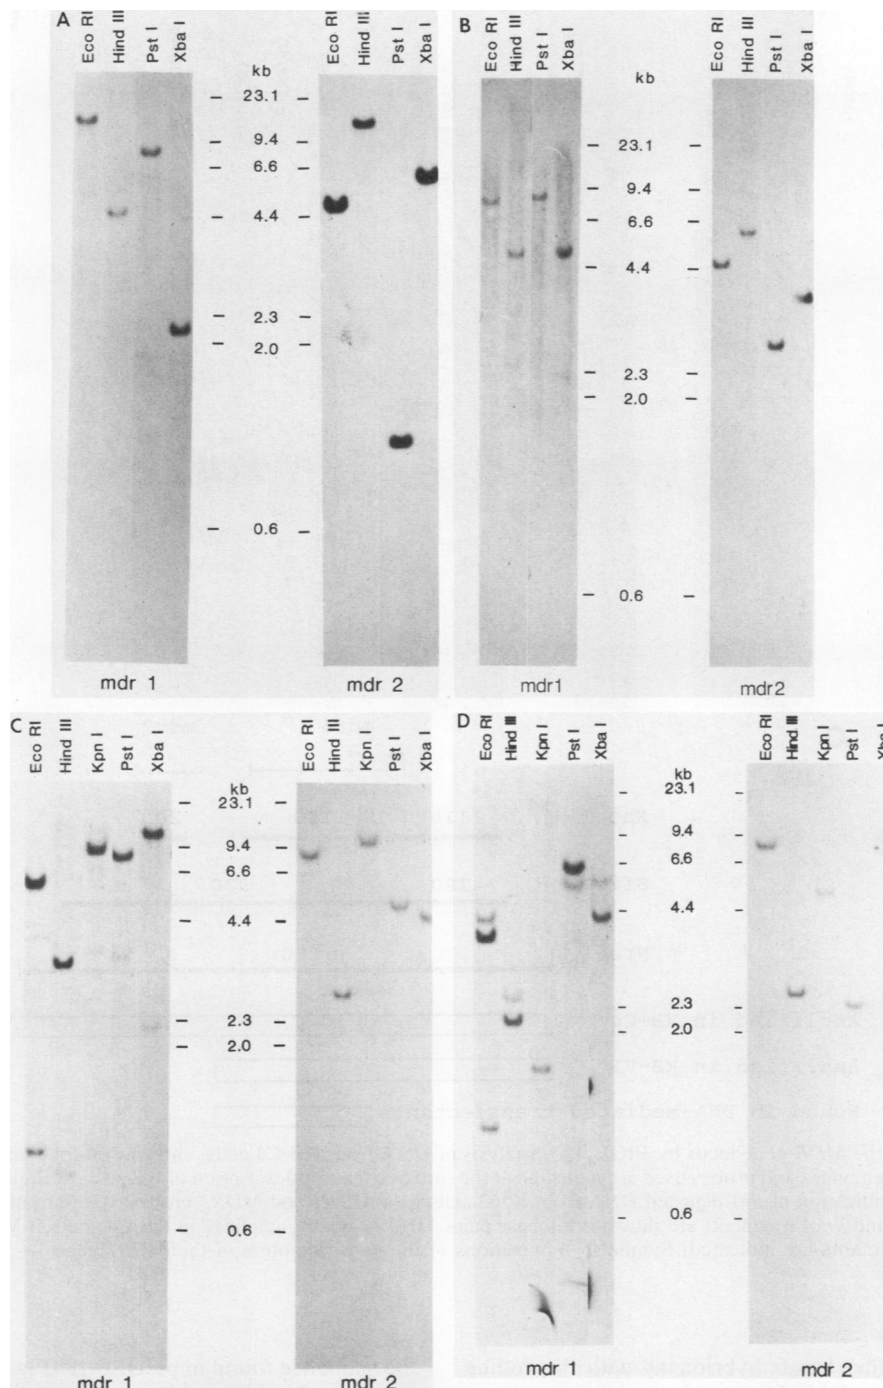 A
Eco RI
Hind III
Pst I
Xba I
kb
23.1
9.4
6.6
4.4
2.3
2.0
0.6
mdr 1
Eco RI
Hind III
Pst I
Xba I
mdr 2
B
Eco RI
Hind III
Pst I
Xba I
kb
23.1
9.4
6.6
4.4
2.3
2.0
0.6
mdr1
Eco RI
Hind III
Pst I
Xba I
mdr2
C
Eco RI
Hind III
Kpn I
Pst I
Xba I
kb
23.1
9.4
6.6
4.4
2.3
2.0
0.6
mdr 1
Eco RI
Hind III
Kpn I
Pst I
Xba I
mdr 2
D
Eco RI
Hind III
Kpn I
Pst I
Xba I
kb
23.1
9.4
6.6
4.4
2.3
2.0
0.6
mdr 1
Eco RI
Hind III
Kpn I
Pst I
Xba I
mdr 2